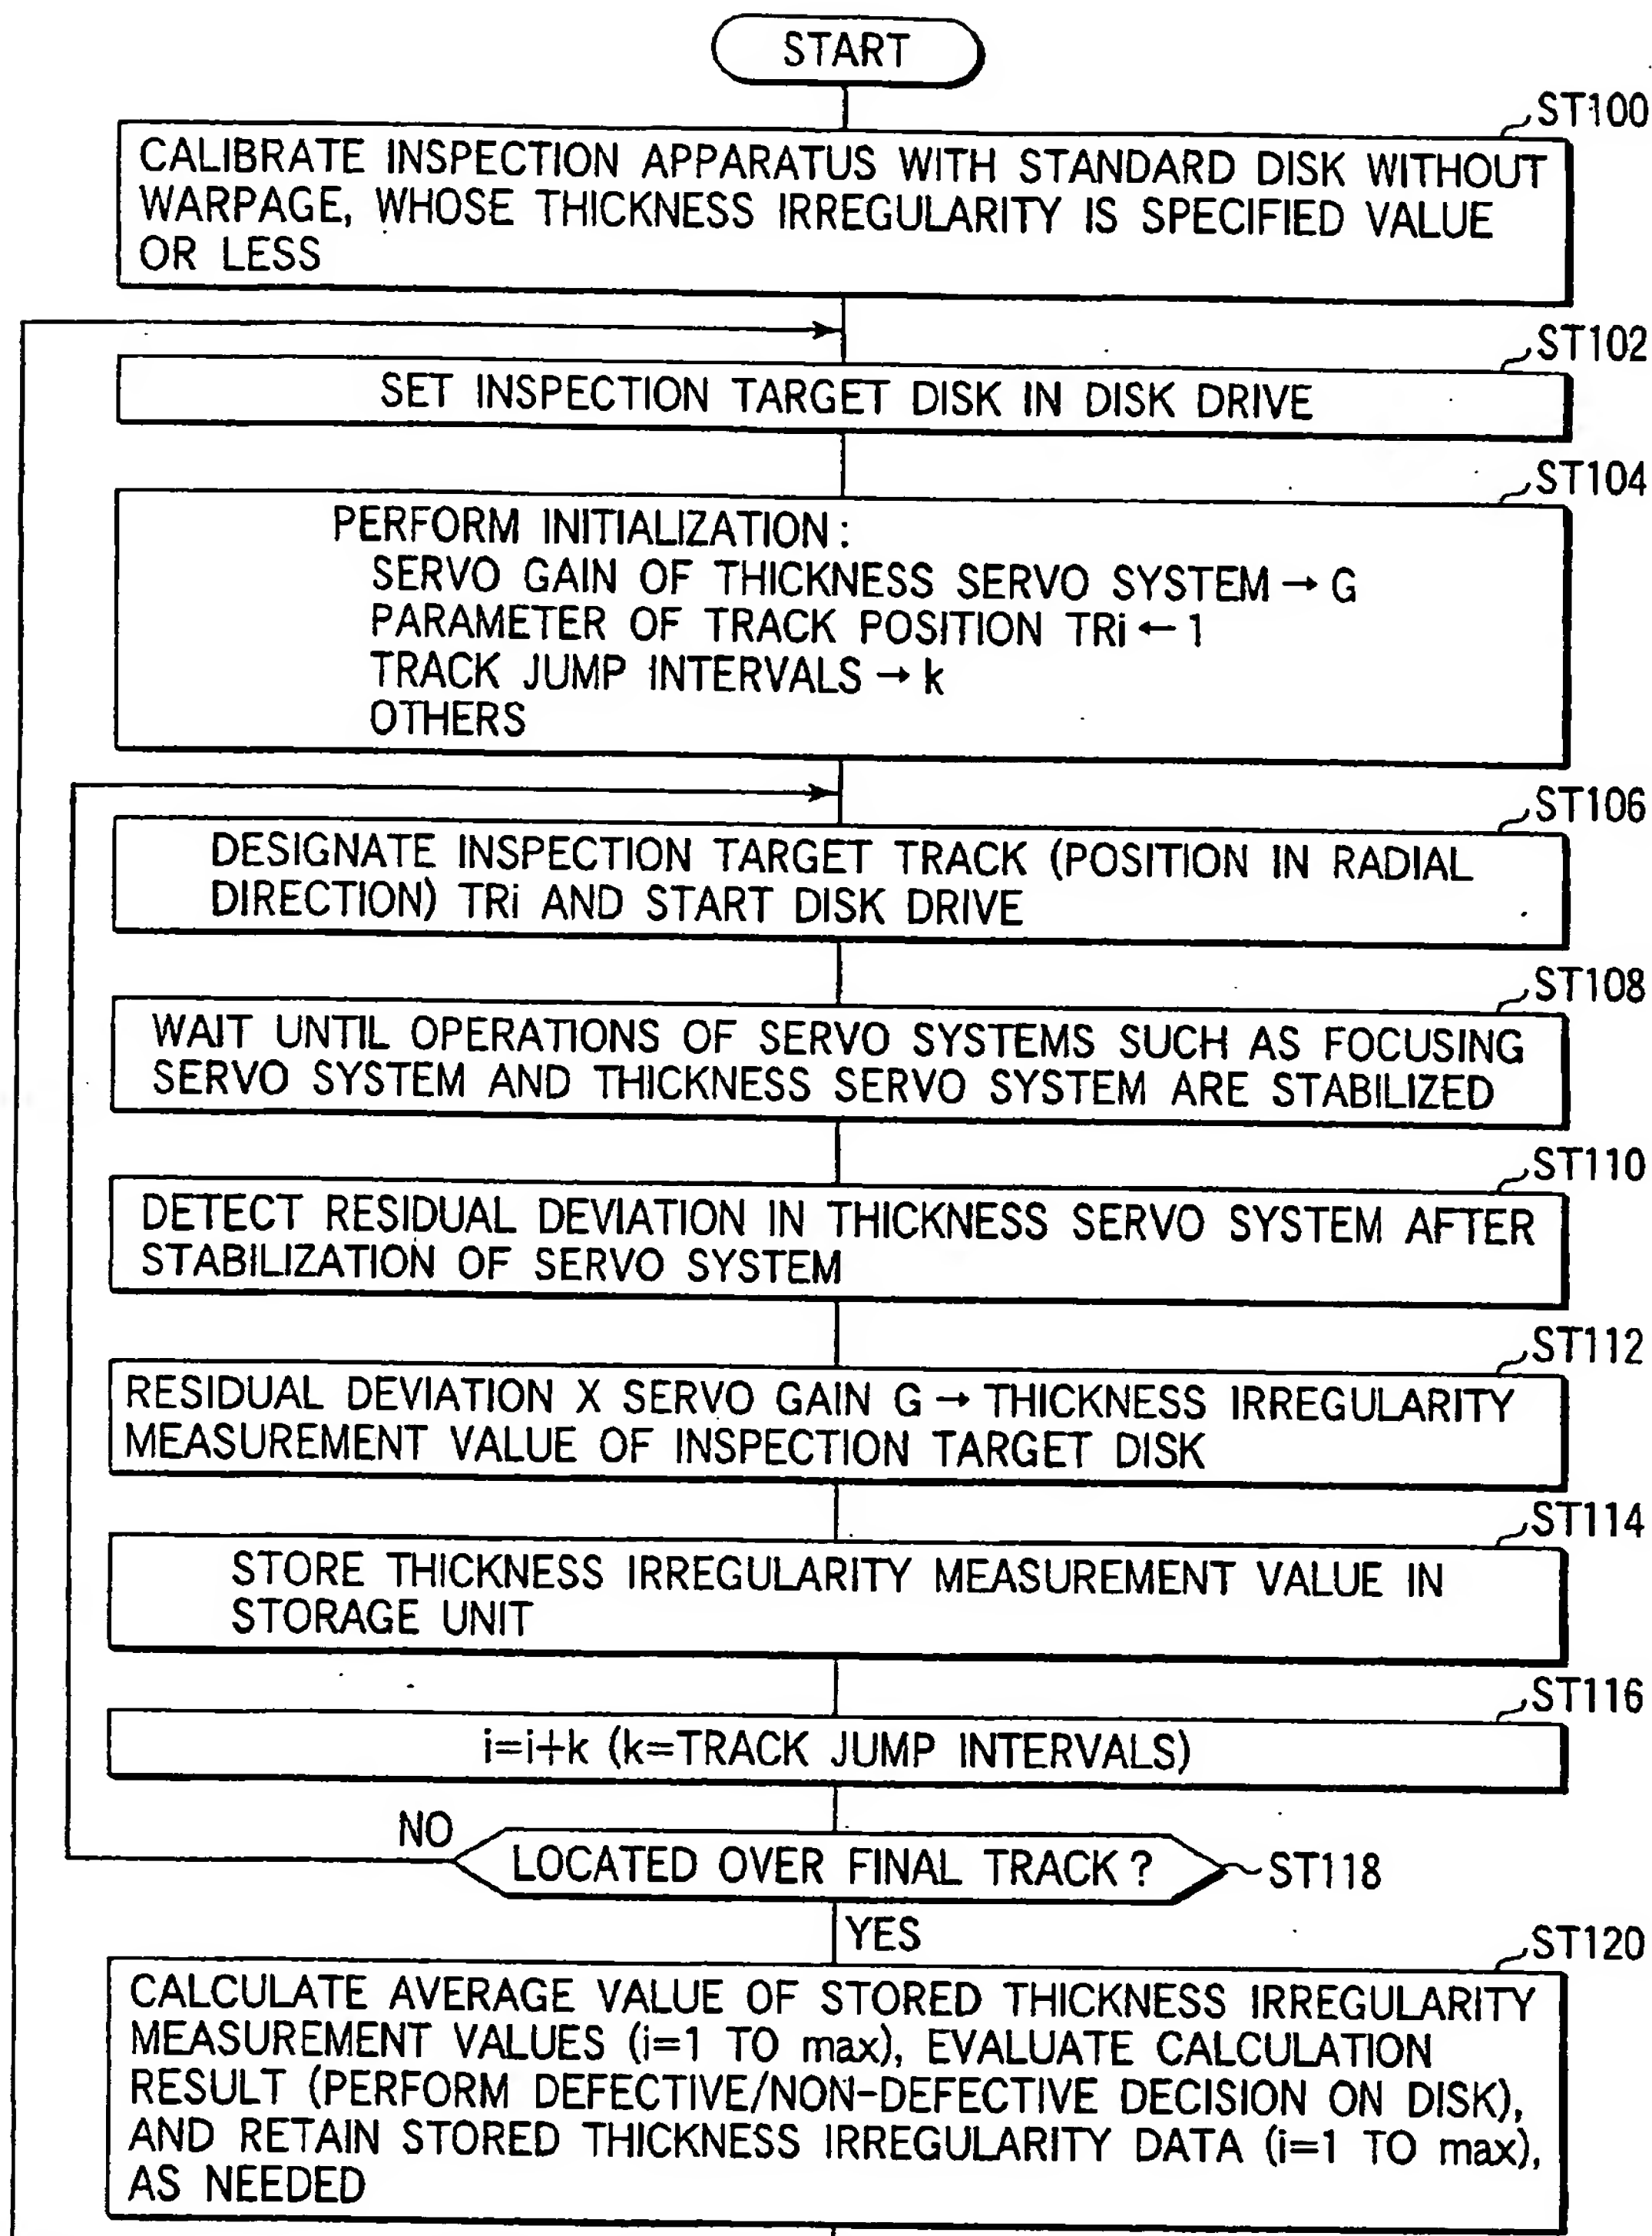 START
ST100
CALIBRATE INSPECTION APPARATUS WITH STANDARD DISK WITHOUT
WARPAGE, WHOSE THICKNESS IRREGULARITY IS SPECIFIED VALUE
OR LESS
ST102
SET INSPECTION TARGET DISK IN DISK DRIVE
ST104
PERFORM INITIALIZATION:
SERVO GAIN OF THICKNESS SERVO SYSTEM → G
PARAMETER OF TRACK POSITION TRi ← 1
TRACK JUMP INTERVALS → k
OTHERS
ST106
DESIGNATE INSPECTION TARGET TRACK (POSITION IN RADIAL
DIRECTION) TRi AND START DISK DRIVE
ST108
WAIT UNTIL OPERATIONS OF SERVO SYSTEMS SUCH AS FOCUSING
SERVO SYSTEM AND THICKNESS SERVO SYSTEM ARE STABILIZED
ST110
DETECT RESIDUAL DEVIATION IN THICKNESS SERVO SYSTEM AFTER
STABILIZATION OF SERVO SYSTEM
ST112
RESIDUAL DEVIATION X SERVO GAIN G → THICKNESS IRREGULARITY
MEASUREMENT VALUE OF INSPECTION TARGET DISK
ST114
STORE THICKNESS IRREGULARITY MEASUREMENT VALUE IN
STORAGE UNIT
ST116
i=i+k (k=TRACK JUMP INTERVALS)
NO
LOCATED OVER FINAL TRACK?
ST118
YES
ST120
CALCULATE AVERAGE VALUE OF STORED THICKNESS IRREGULARITY
MEASUREMENT VALUES (i=1 TO max), EVALUATE CALCULATION
RESULT (PERFORM DEFECTIVE/NON-DEFECTIVE DECISION ON DISK),
AND RETAIN STORED THICKNESS IRREGULARITY DATA (i=1 TO max),
AS NEEDED